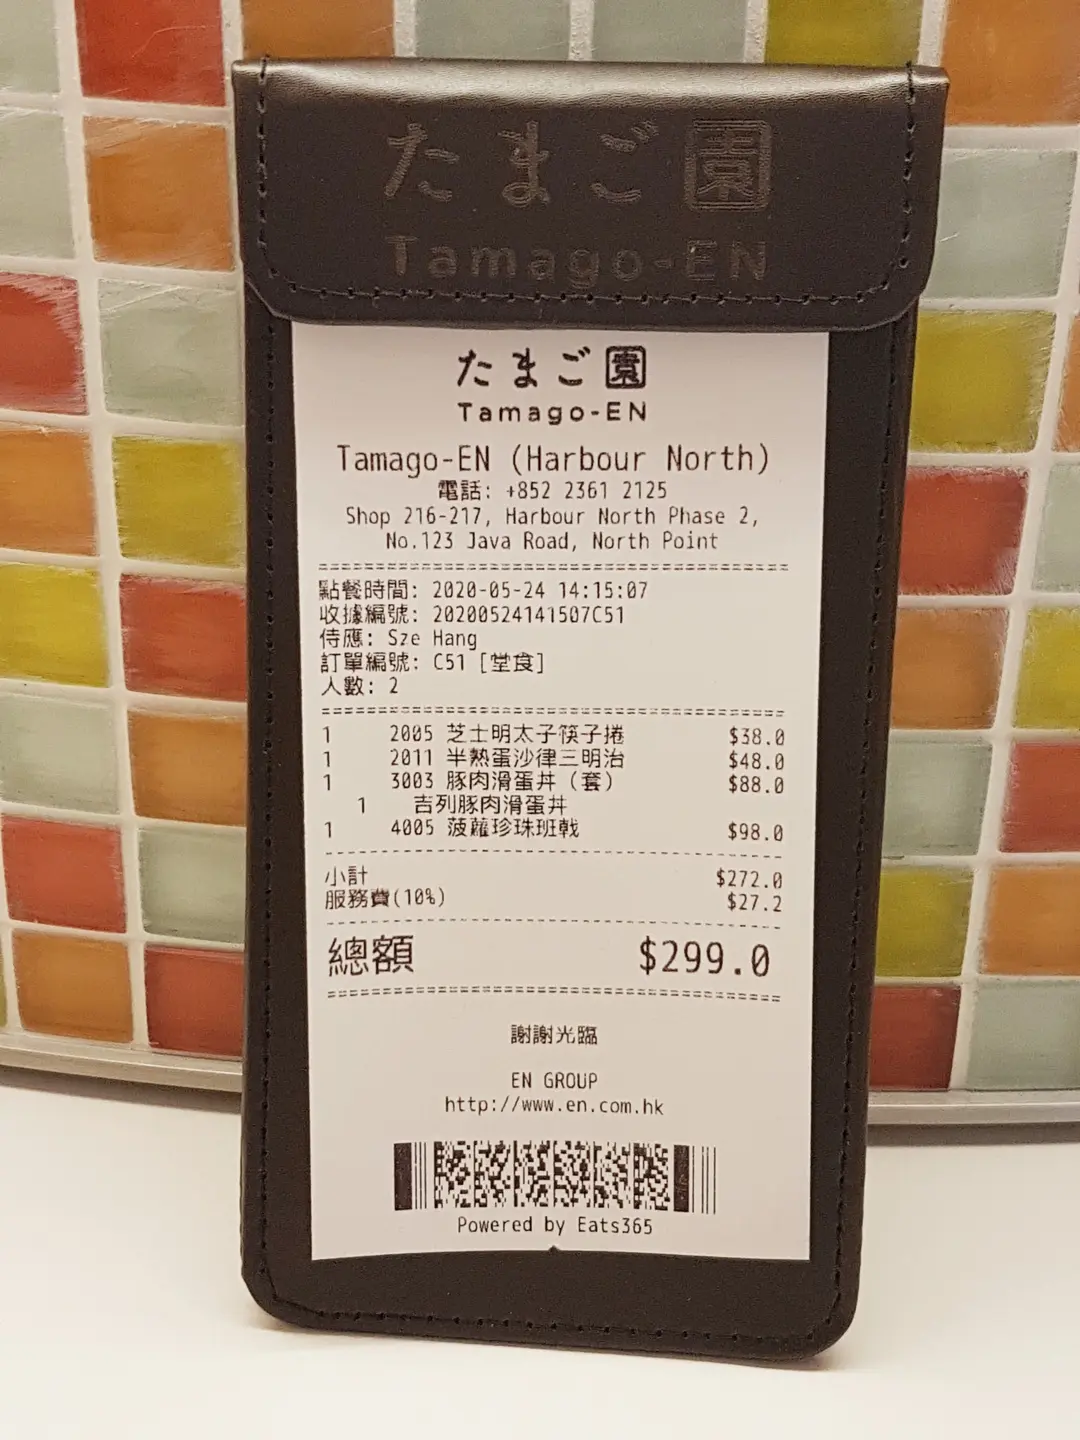 たまご園
Tamago-EN
たまご園
Tamago-EN
Tamago-EN (Harbour North)
電話: +852 2361 2125
Shop 216-217, Harbour North Phase 2,
No.123 Java Road, North Point
點餐時間: 2020-05-24 14:15:07
收據編號: 20200524141507C51
侍應: Sze Hang
訂單編號: C51 [堂食]
人數: 2
1 2005 芝士明太子筷子捲 $38.0
1 2011 半熟蛋沙律三明治 $48.0
1 3003 豚肉滑蛋丼 (套) $88.0
1 吉列豚肉滑蛋丼
1 4005 菠蘿珍珠班戟 $98.0
小計 $272.0
服務費(10%) $27.2
總額 $299.0
謝謝光臨
EN GROUP
http://www.en.com.hk
Powered by Eats365